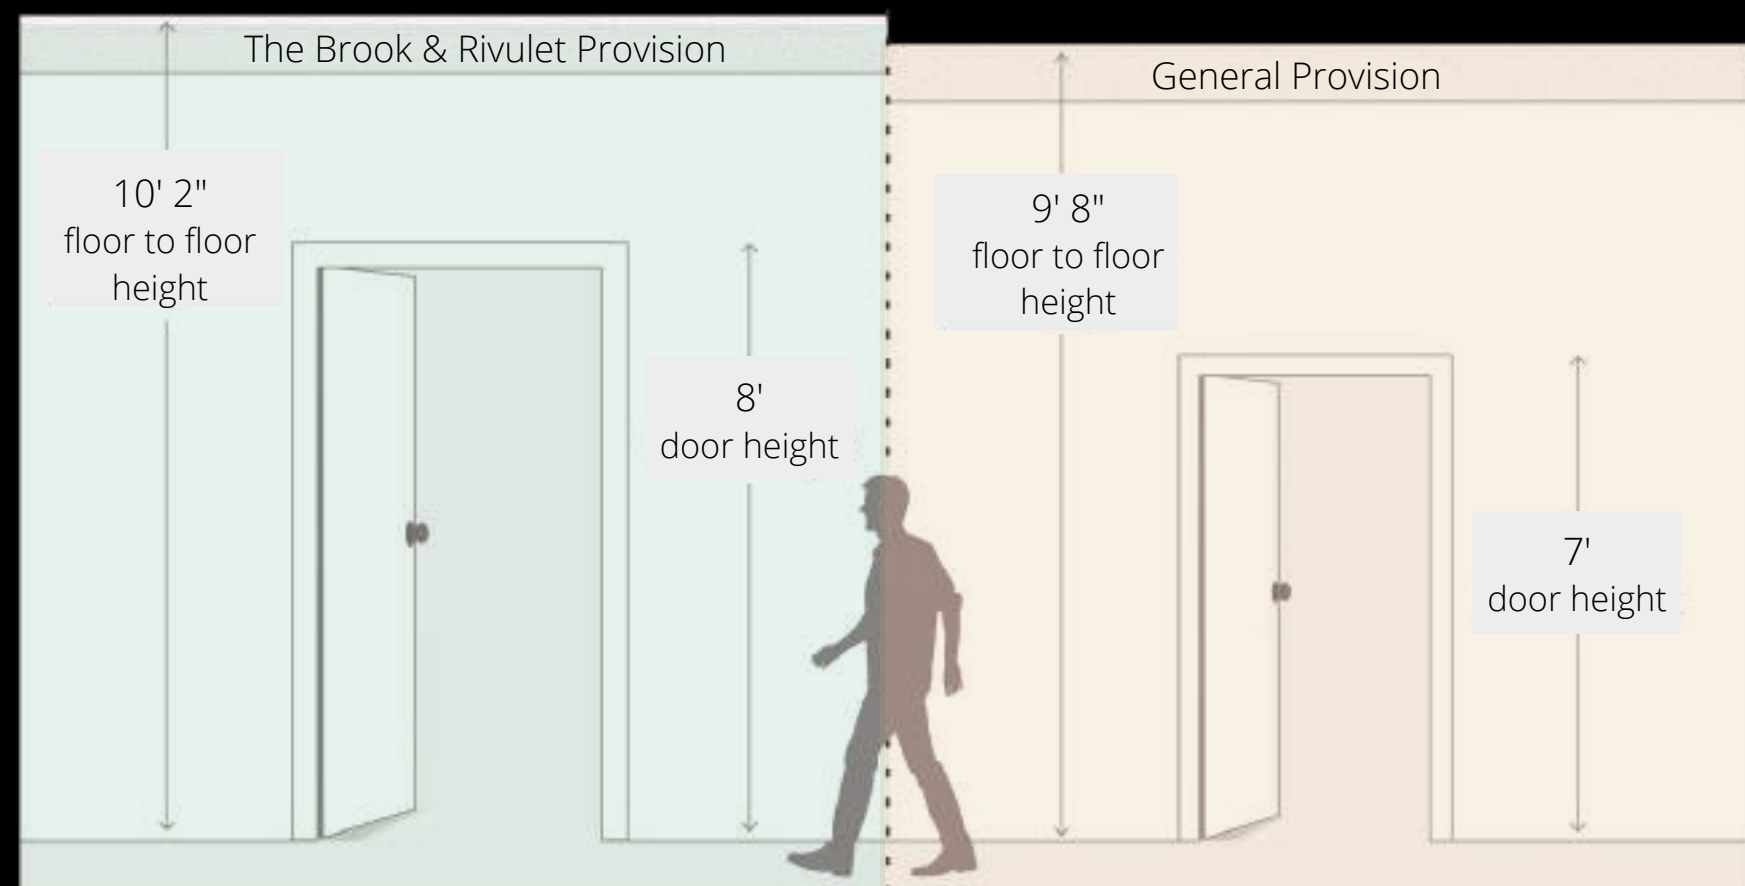 The Brook & Rivulet Provision
10' 2"
floor to floor
height
8'
door height
General Provision
9' 8"
floor to floor
height
7'
door height